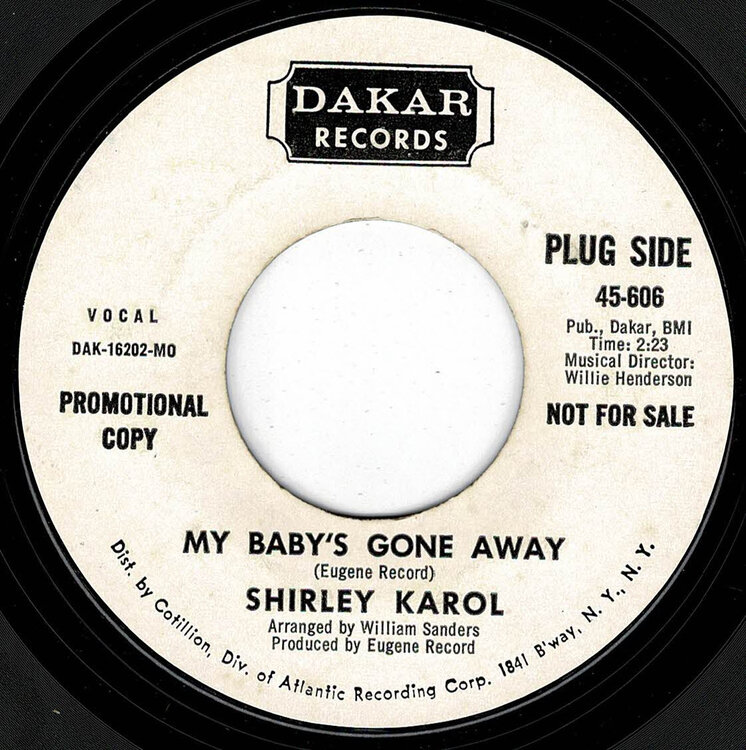 DAKAR
RECORDS
PLUG SIDE
45-606
Pub., Dakar, BMI
Time: 2:23
Musical Director:
Willie Henderson
NOT FOR SALE
VOCAL
DAK-16202-MO
PROMOTIONAL
COPY
MY BABY'S GONE AWAY
(Eugene Record)
SHIRLEY KAROL
Arranged by William Sanders
Produced by Eugene Record
Dist. by Cotillion, Div. of Atlantic Recording Corp. 1841 B'way, N. Y., N. Y.